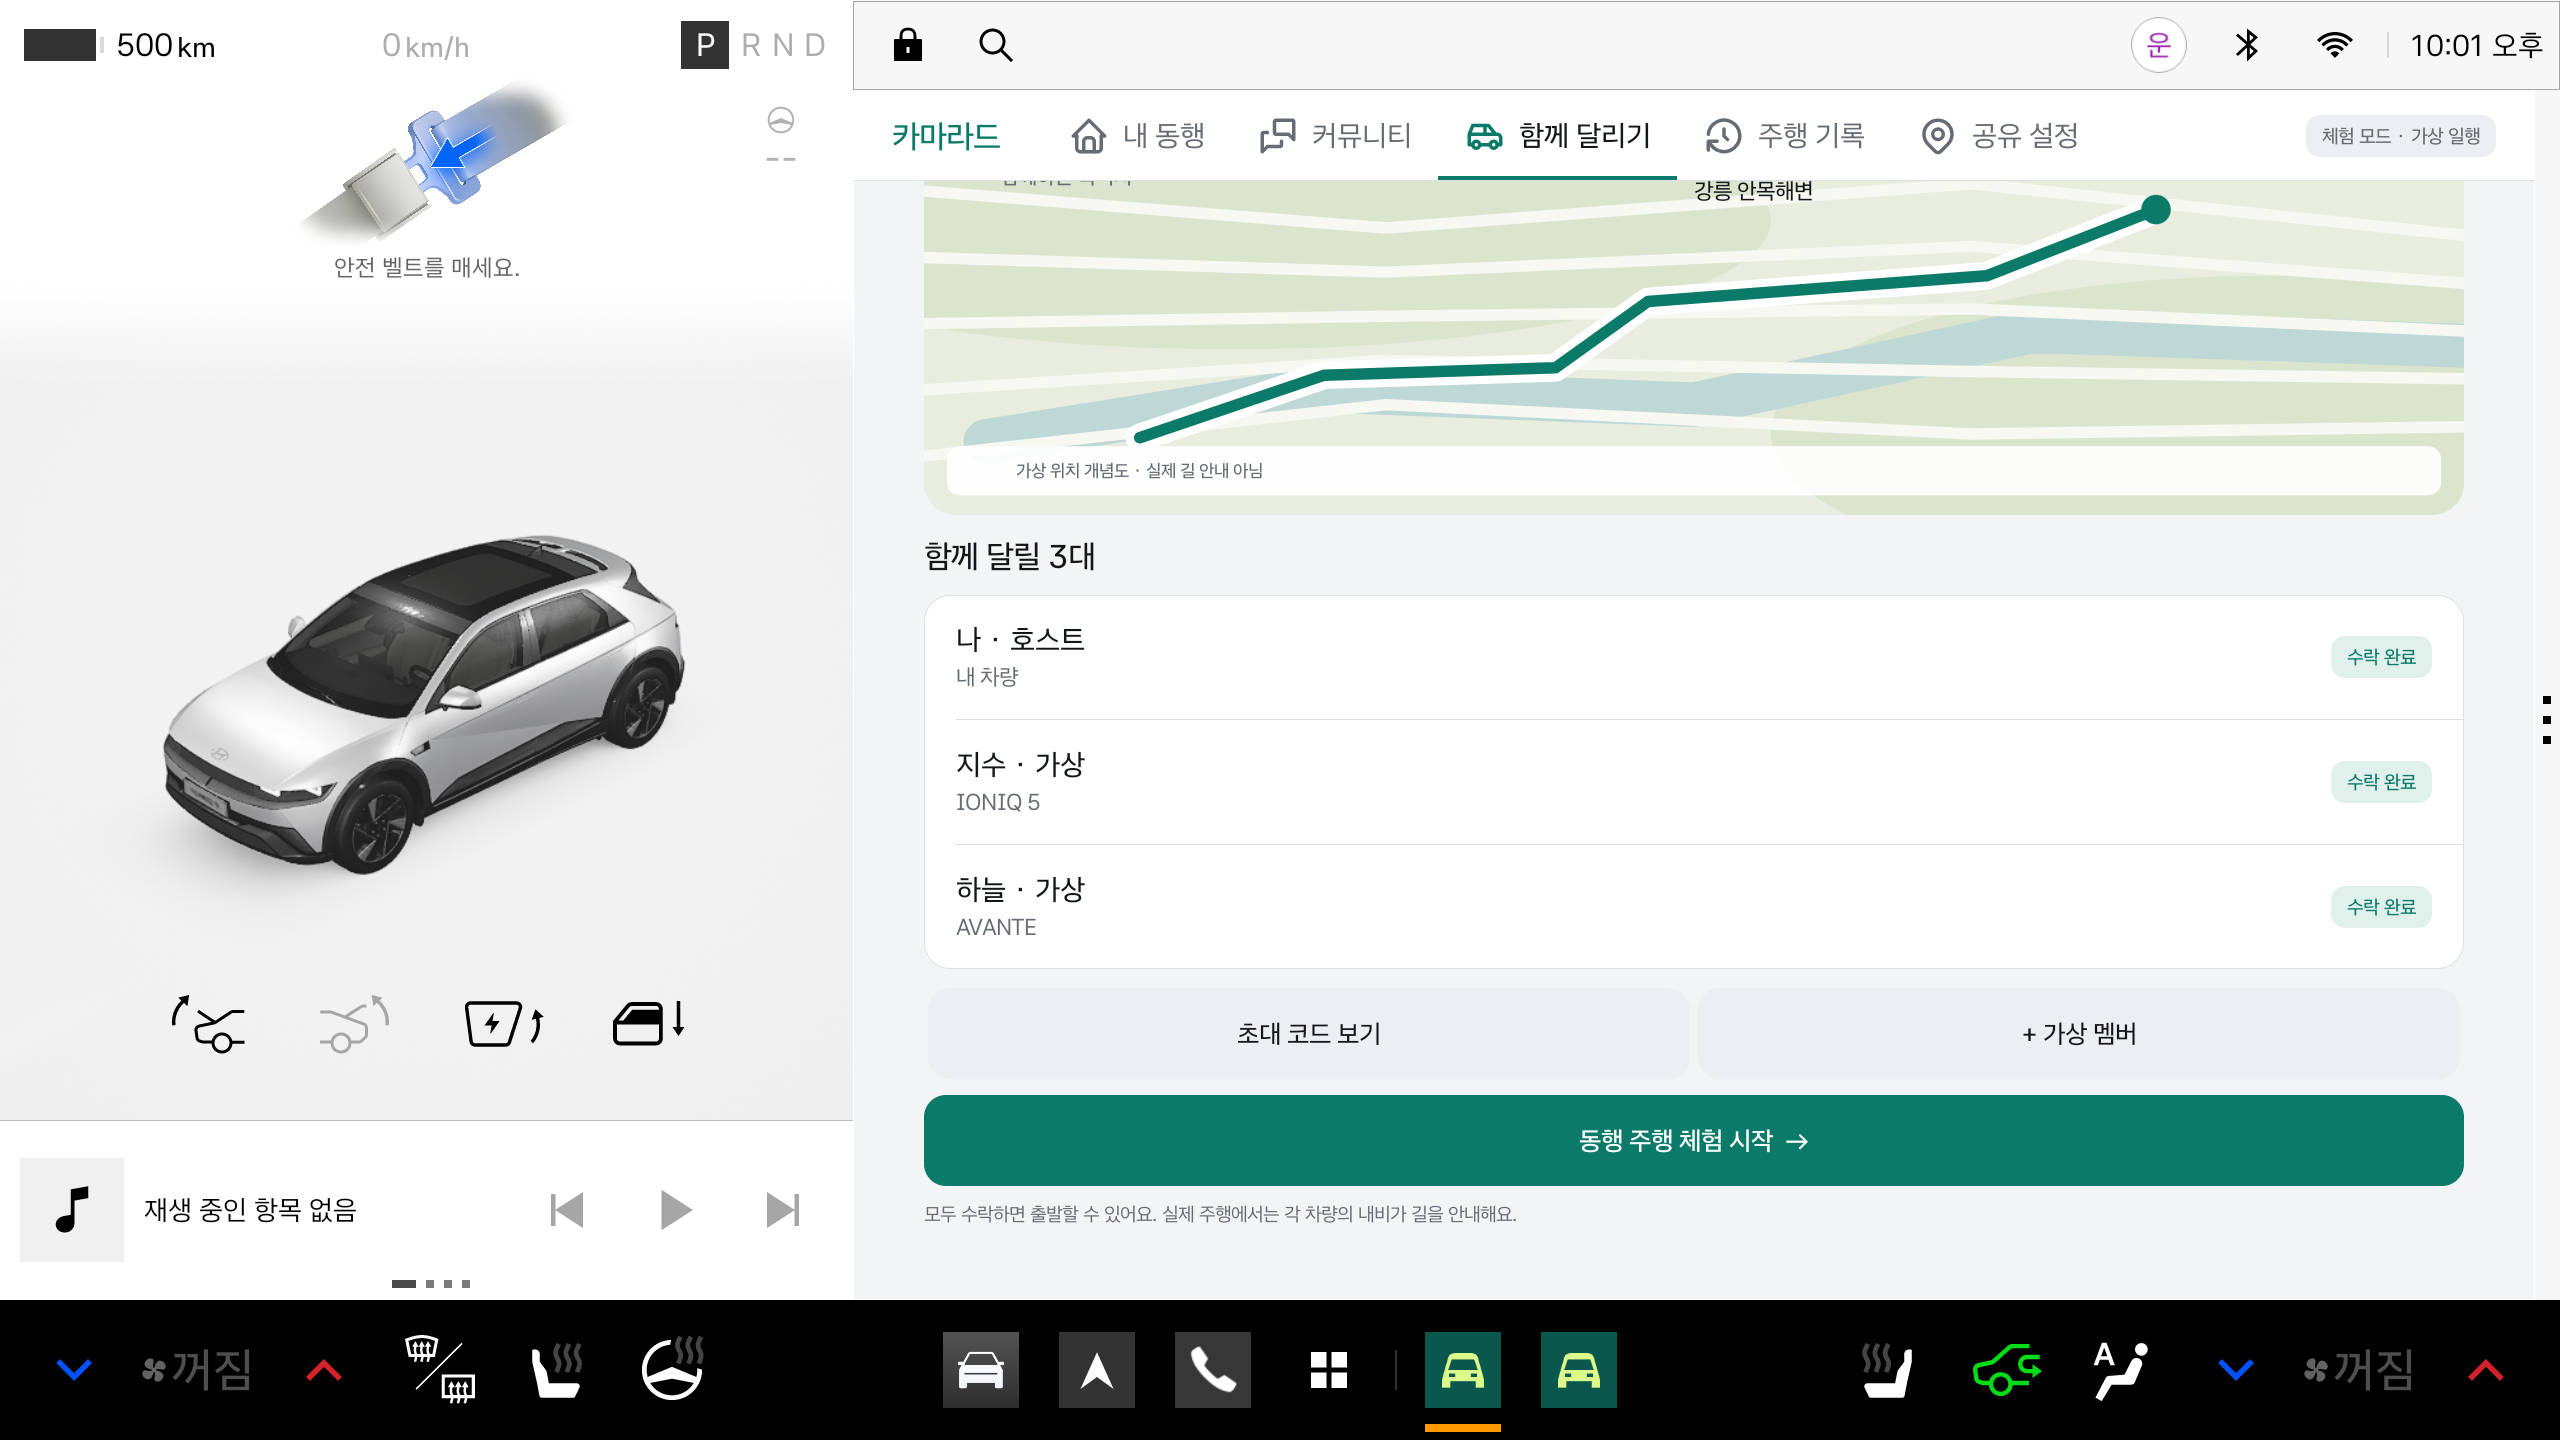 500 km
0 km/h
P R N D
안전 벨트를 매세요.
재생 중인 항목 없음
운
10:01 오후
카마라드
내 동행
커뮤니티
함께 달리기
주행 기록
공유 설정
체험 모드 · 가상 일행
강릉 안목해변
가상 위치 개념도 · 실제 길 안내 아님
함께 달릴 3대
나 · 호스트
내 차량
수락 완료
지수 · 가상
IONIQ 5
수락 완료
하늘 · 가상
AVANTE
수락 완료
초대 코드 보기
+ 가상 멤버
동행 주행 체험 시작 →
모두 수락하면 출발할 수 있어요. 실제 주행에서는 각 차량의 내비가 길을 안내해요.
꺼짐
A
꺼짐